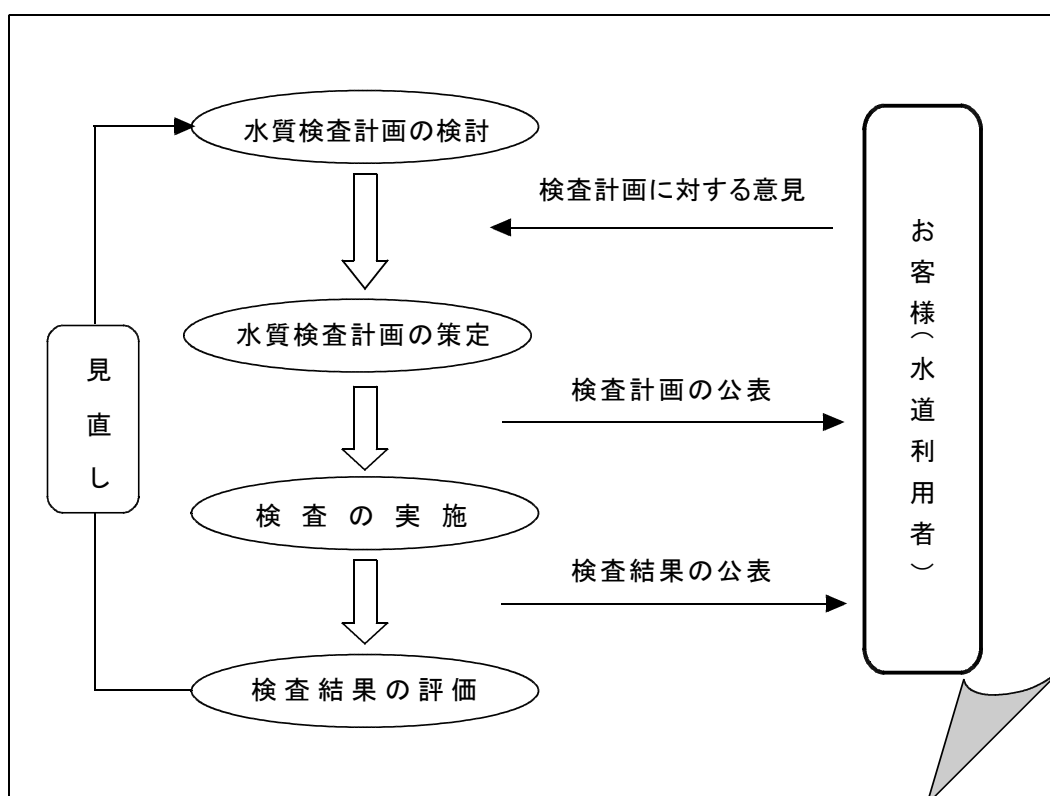 水質検査計画の検討
検査計画に対する意見
水質検査計画の策定
検査計画の公表
検査の実施
検査結果の公表
検査結果の評価
見直し
お客様（水道利用者）